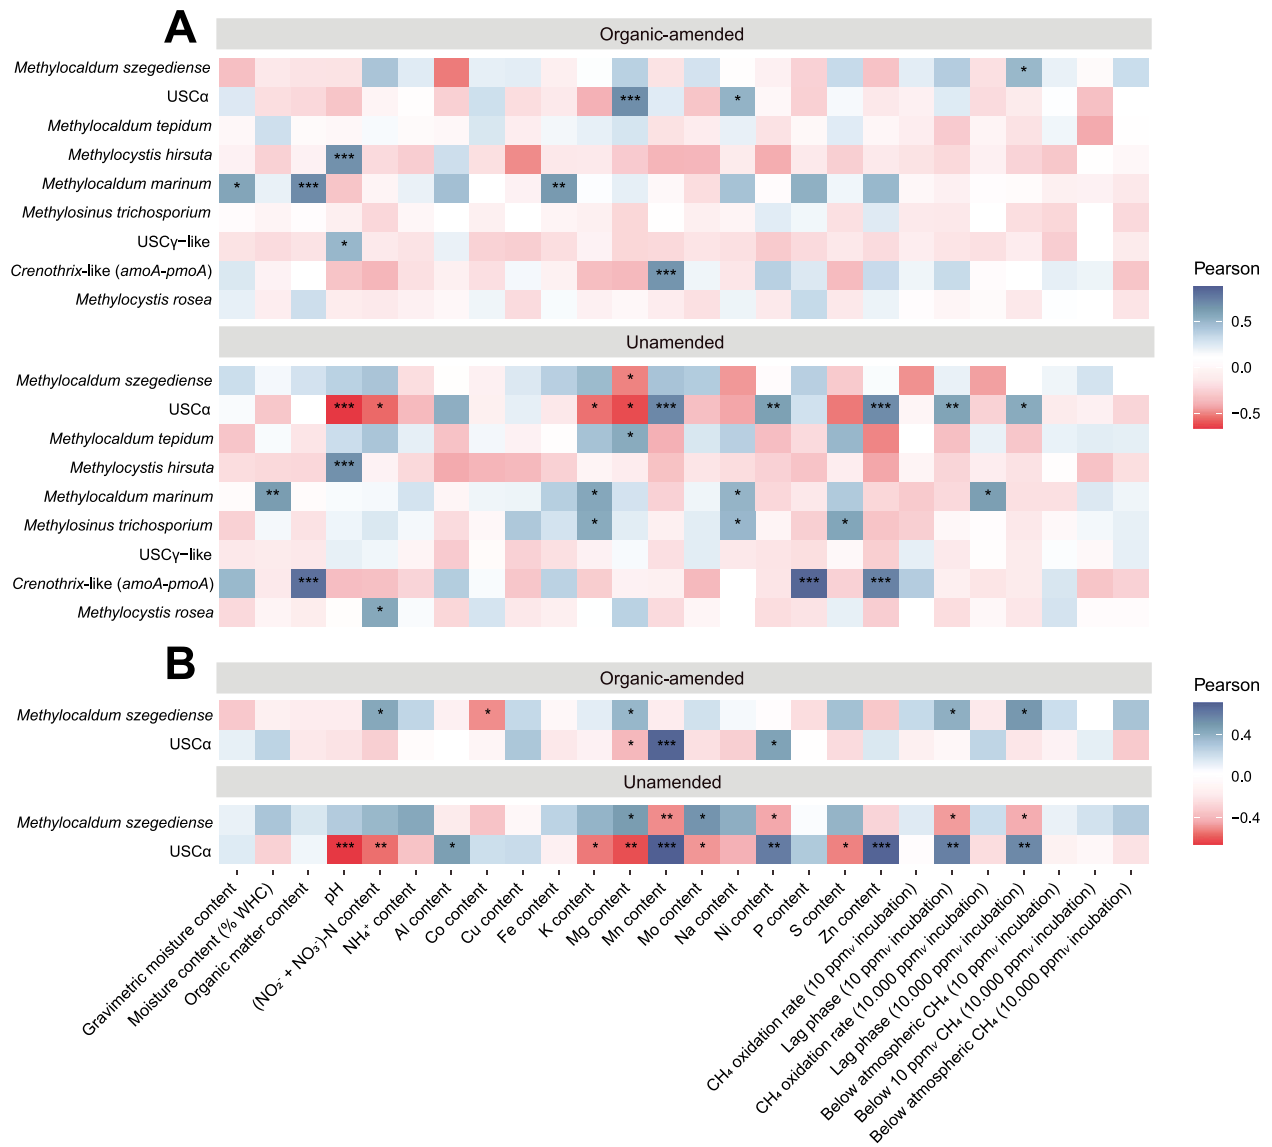 A
Organic-amended
Methylocaldum szegediense
*
USCα
*** *
Methylocaldum tepidum
Methylocystis hirsuta
***
Methylocaldum marinum
* *** **
Methylosinus trichosporium
USCγ−like
*
Crenothrix-like (amoA-pmoA)
***
Methylocystis rosea
Pearson
0.5
0.0
−0.5
Unamended
Methylocaldum szegediense
*
USCα
*** * * * *** ** *** ** *
Methylocaldum tepidum
*
Methylocystis hirsuta
***
Methylocaldum marinum
** * * *
Methylosinus trichosporium
* * *
USCγ−like
Crenothrix-like (amoA-pmoA)
*** *** ***
Methylocystis rosea
*
B
Organic-amended
Methylocaldum szegediense
* * * * *
USCα
* *** *
Pearson
0.4
0.0
−0.4
Unamended
Methylocaldum szegediense
* ** * * * *
USCα
*** ** * * ** *** * ** * *** ** **
Gravimetric moisture content
Moisture content (% WHC)
Organic matter content
pH
(NO₂⁻ + NO₃⁻)-N content
NH₄⁺ content
Al content
Co content
Cu content
Fe content
K content
Mg content
Mn content
Mo content
Na content
Ni content
P content
S content
Zn content
CH₄ oxidation rate (10 ppmᵥ incubation)
Lag phase (10 ppmᵥ incubation)
CH₄ oxidation rate (10.000 ppmᵥ incubation)
Lag phase (10.000 ppmᵥ incubation)
Below atmospheric CH₄ (10 ppmᵥ incubation)
Below 10 ppmᵥ CH₄ (10.000 ppmᵥ incubation)
Below atmospheric CH₄ (10.000 ppmᵥ incubation)